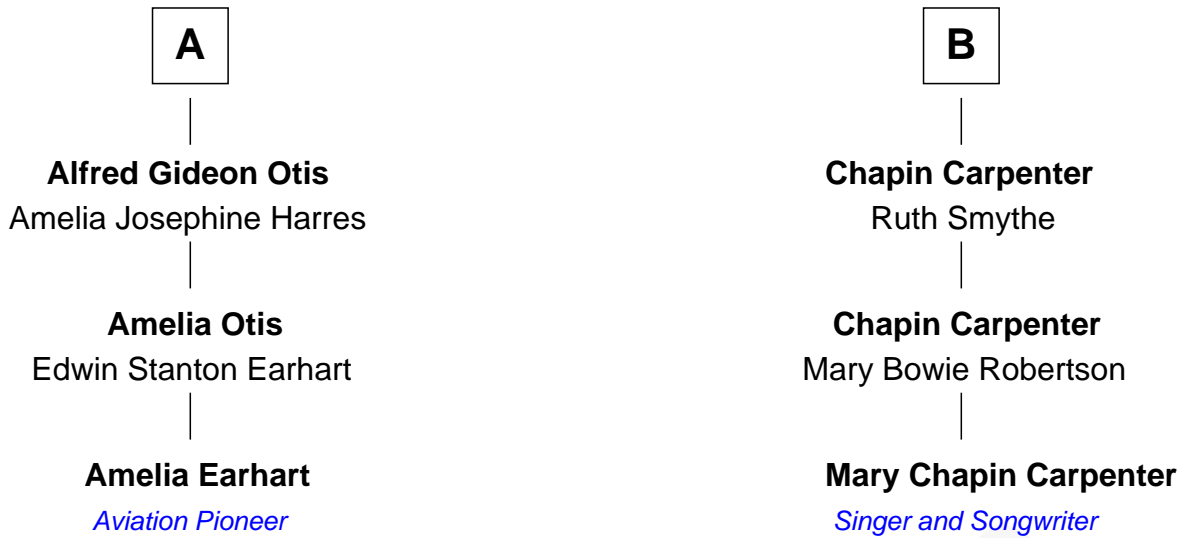 A
Alfred Gideon Otis
Amelia Josephine Harres
Amelia Otis
Edwin Stanton Earhart
Amelia Earhart
Aviation Pioneer
B
Chapin Carpenter
Ruth Smythe
Chapin Carpenter
Mary Bowie Robertson
Mary Chapin Carpenter
Singer and Songwriter